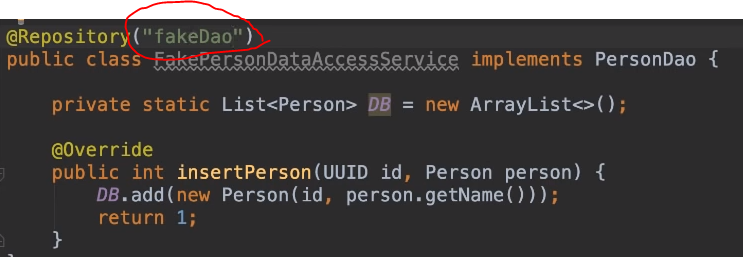 @Repository("fakeDao")
public class FakePersonDataAccessService implements PersonDao {
private static List<Person> DB = new ArrayList<>();
@Override
public int insertPerson(UUID id, Person person) {
DB.add(new Person(id, person.getName()));
return 1;
}